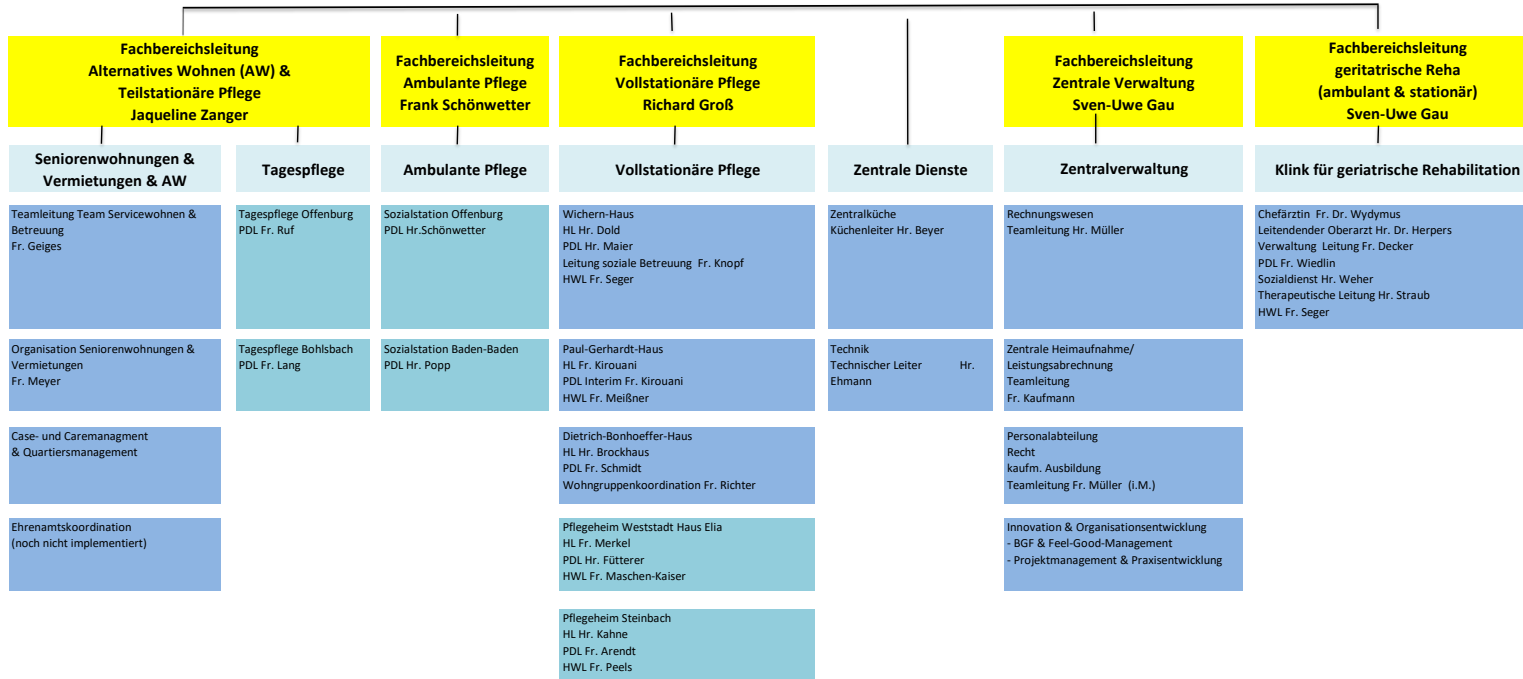 Fachbereichsleitung
Alternatives Wohnen (AW) &
Teilstationäre Pflege
Jaqueline Zanger
Fachbereichsleitung
Ambulante Pflege
Frank Schönwetter
Fachbereichsleitung
Vollstationäre Pflege
Richard Groß
Fachbereichsleitung
Zentrale Verwaltung
Sven-Uwe Gau
Fachbereichsleitung
geritatrische Reha
(ambulant & stationär)
Sven-Uwe Gau
Seniorenwohnungen &
Vermietungen & AW
Tagespflege
Ambulante Pflege
Vollstationäre Pflege
Zentrale Dienste
Zentralverwaltung
Klink für geriatrische Rehabilitation
Teamleitung Team Servicewohnen &
Betreuung
Fr. Geiges
Tagespflege Offenburg
PDL Fr. Ruf
Sozialstation Offenburg
PDL Hr.Schönwetter
Wichern-Haus
HL Hr. Dold
PDL Hr. Maier
Leitung soziale Betreuung Fr. Knopf
HWL Fr. Seger
Zentralküche
Küchenleiter Hr. Beyer
Rechnungswesen
Teamleitung Hr. Müller
Chefärztin Fr. Dr. Wydymus
Leitendender Oberarzt Hr. Dr. Herpers
Verwaltung Leitung Fr. Decker
PDL Fr. Wiedlin
Sozialdienst Hr. Weher
Therapeutische Leitung Hr. Straub
HWL Fr. Seger
Organisation Seniorenwohnungen &
Vermietungen
Fr. Meyer
Tagespflege Bohlsbach
PDL Fr. Lang
Sozialstation Baden-Baden
PDL Hr. Popp
Paul-Gerhardt-Haus
HL Fr. Kirouani
PDL Interim Fr. Kirouani
HWL Fr. Meißner
Technik
Technischer Leiter Hr.
Ehmann
Zentrale Heimaufnahme/
Leistungsabrechnung
Teamleitung
Fr. Kaufmann
Case- und Caremanagment
& Quartiersmanagement
Dietrich-Bonhoeffer-Haus
HL Hr. Brockhaus
PDL Fr. Schmidt
Wohngruppenkoordination Fr. Richter
Personalabteilung
Recht
kaufm. Ausbildung
Teamleitung Fr. Müller (i.M.)
Ehrenamtskoordination
(noch nicht implementiert)
Pflegeheim Weststadt Haus Elia
HL Fr. Merkel
PDL Hr. Fütterer
HWL Fr. Maschen-Kaiser
Innovation & Organisationsentwicklung
- BGF & Feel-Good-Management
- Projektmanagement & Praxisentwicklung
Pflegeheim Steinbach
HL Hr. Kahne
PDL Fr. Arendt
HWL Fr. Peels